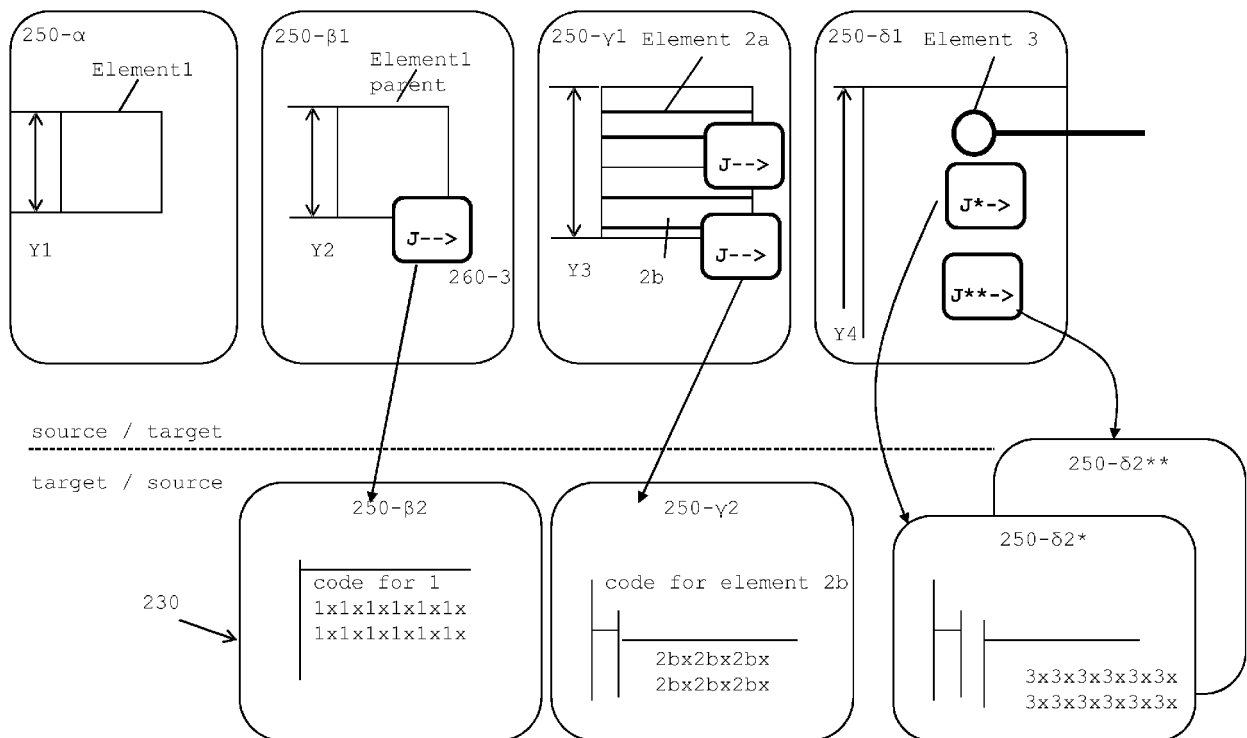 250-α
Element1
Y1
250-β1
Element1
parent
Y2
J-->
260-3
250-γ1
Element 2a
J-->
J-->
Y3
2b
250-δ1
Element 3
J*->
J**->
Y4
source / target
target / source
230
250-β2
code for 1
1x1x1x1x1x1x
1x1x1x1x1x1x
250-γ2
code for element 2b
2bx2bx2bx
2bx2bx2bx
250-δ2**
250-δ2*
3x3x3x3x3x3x
3x3x3x3x3x3x